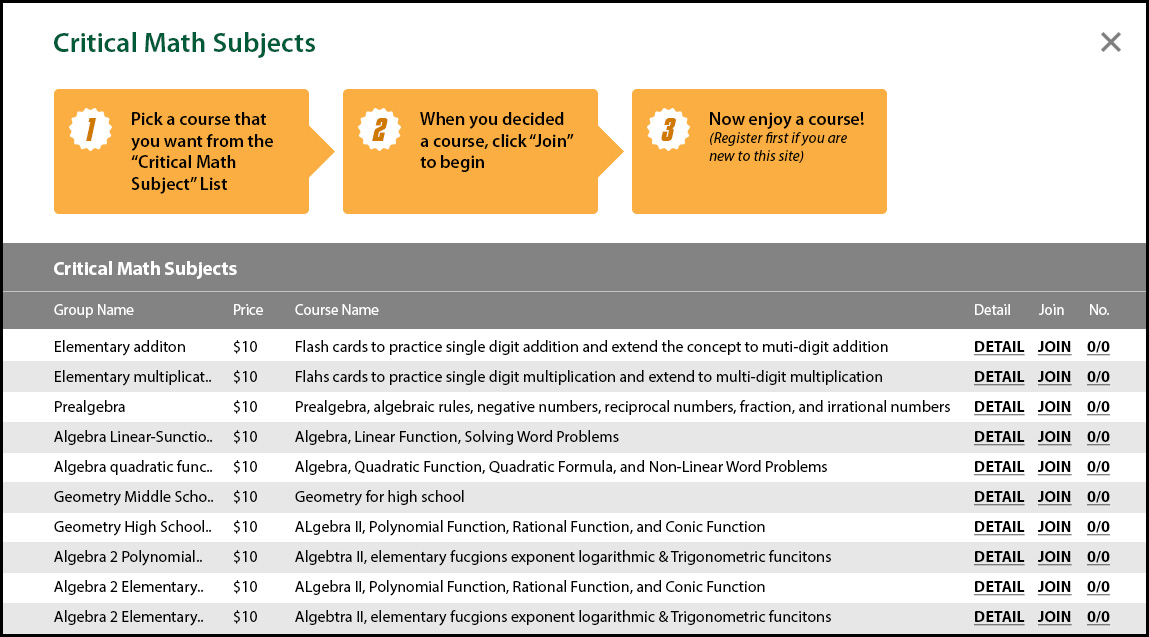 Critical Math Subjects
1
Pick a course that
you want from the
“Critical Math
Subject” List
2
When you decided
a course, click “Join”
to begin
3
Now enjoy a course!
(Register first if you are
new to this site)
Critical Math Subjects
Group Name Price Course Name Detail Join No.
Elementary additon $10 Flash cards to practice single digit addition and extend the concept to muti-digit addition DETAIL JOIN 0/0
Elementary multiplicat.. $10 Flahs cards to practice single digit multiplication and extend to multi-digit multiplication DETAIL JOIN 0/0
Prealgebra $10 Prealgebra, algebraic rules, negative numbers, reciprocal numbers, fraction, and irrational numbers DETAIL JOIN 0/0
Algebra Linear-Sunctio.. $10 Algebra, Linear Function, Solving Word Problems DETAIL JOIN 0/0
Algebra quadratic func.. $10 Algebra, Quadratic Function, Quadratic Formula, and Non-Linear Word Problems DETAIL JOIN 0/0
Geometry Middle Scho.. $10 Geometry for high school DETAIL JOIN 0/0
Geometry High School.. $10 ALgebra II, Polynomial Function, Rational Function, and Conic Function DETAIL JOIN 0/0
Algebra 2 Polynomial.. $10 Algebtra II, elementary fucgions exponent logarithmic & Trigonometric funcitons DETAIL JOIN 0/0
Algebra 2 Elementary.. $10 ALgebra II, Polynomial Function, Rational Function, and Conic Function DETAIL JOIN 0/0
Algebra 2 Elementary.. $10 Algebtra II, elementary fucgions exponent logarithmic & Trigonometric funcitons DETAIL JOIN 0/0